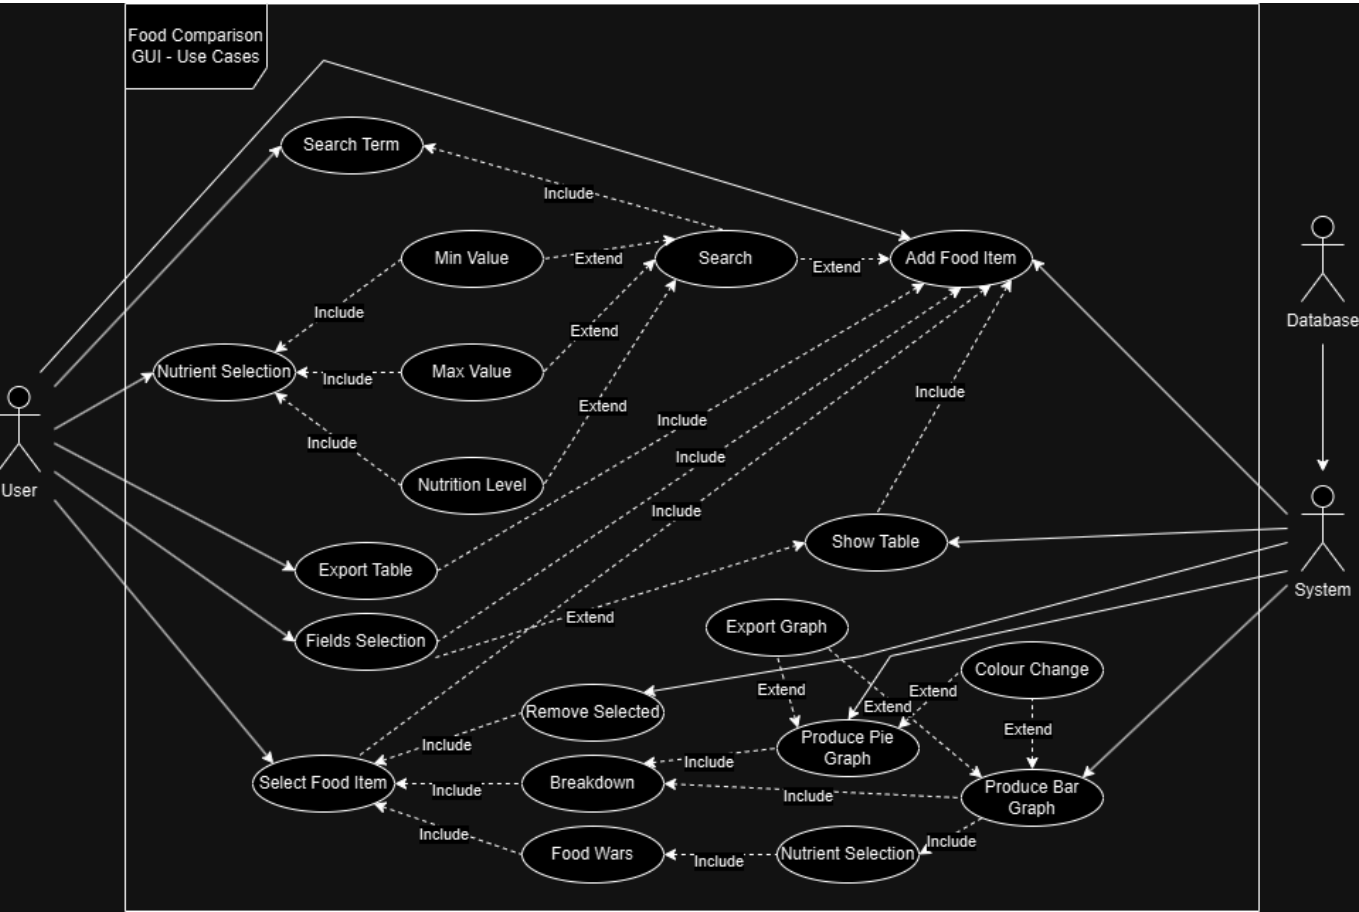 Food Comparison
GUI - Use Cases
Search Term
Include
Min Value
Extend
Search
Extend
Add Food Item
Include
Database
Extend
Nutrient Selection
Include
Max Value
Include
Extend
Include
Include
Include
Nutrition Level
User
Include
Export Table
Show Table
System
Extend
Fields Selection
Export Graph
Colour Change
Extend
Extend
Extend
Remove Selected
Extend
Include
Produce Pie
Graph
Include
Select Food Item
Include
Breakdown
Include
Produce Bar
Graph
Include
Include
Food Wars
Include
Nutrient Selection